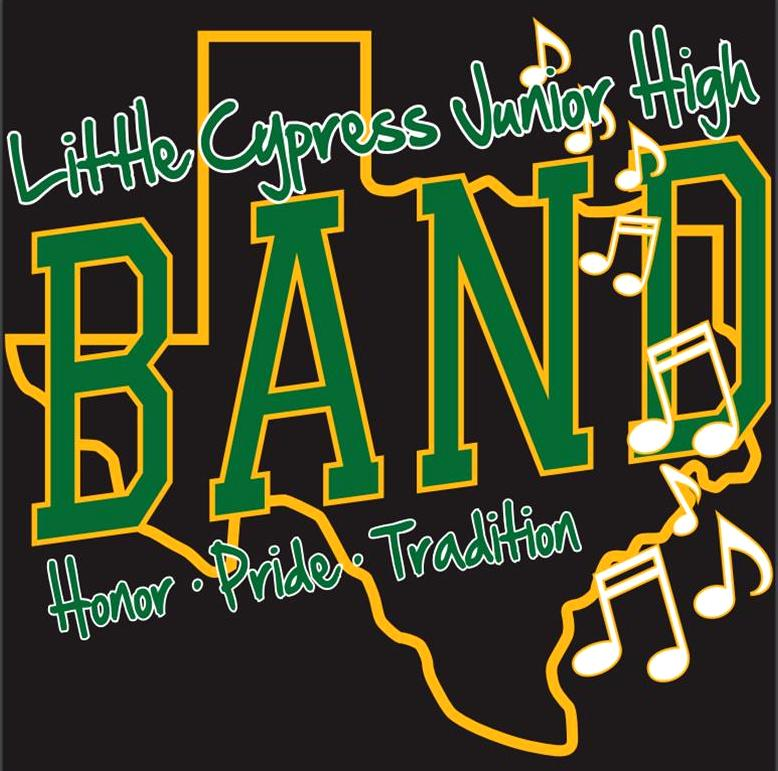 Little Cypress Junior High
BAND
Honor · Pride · Tradition